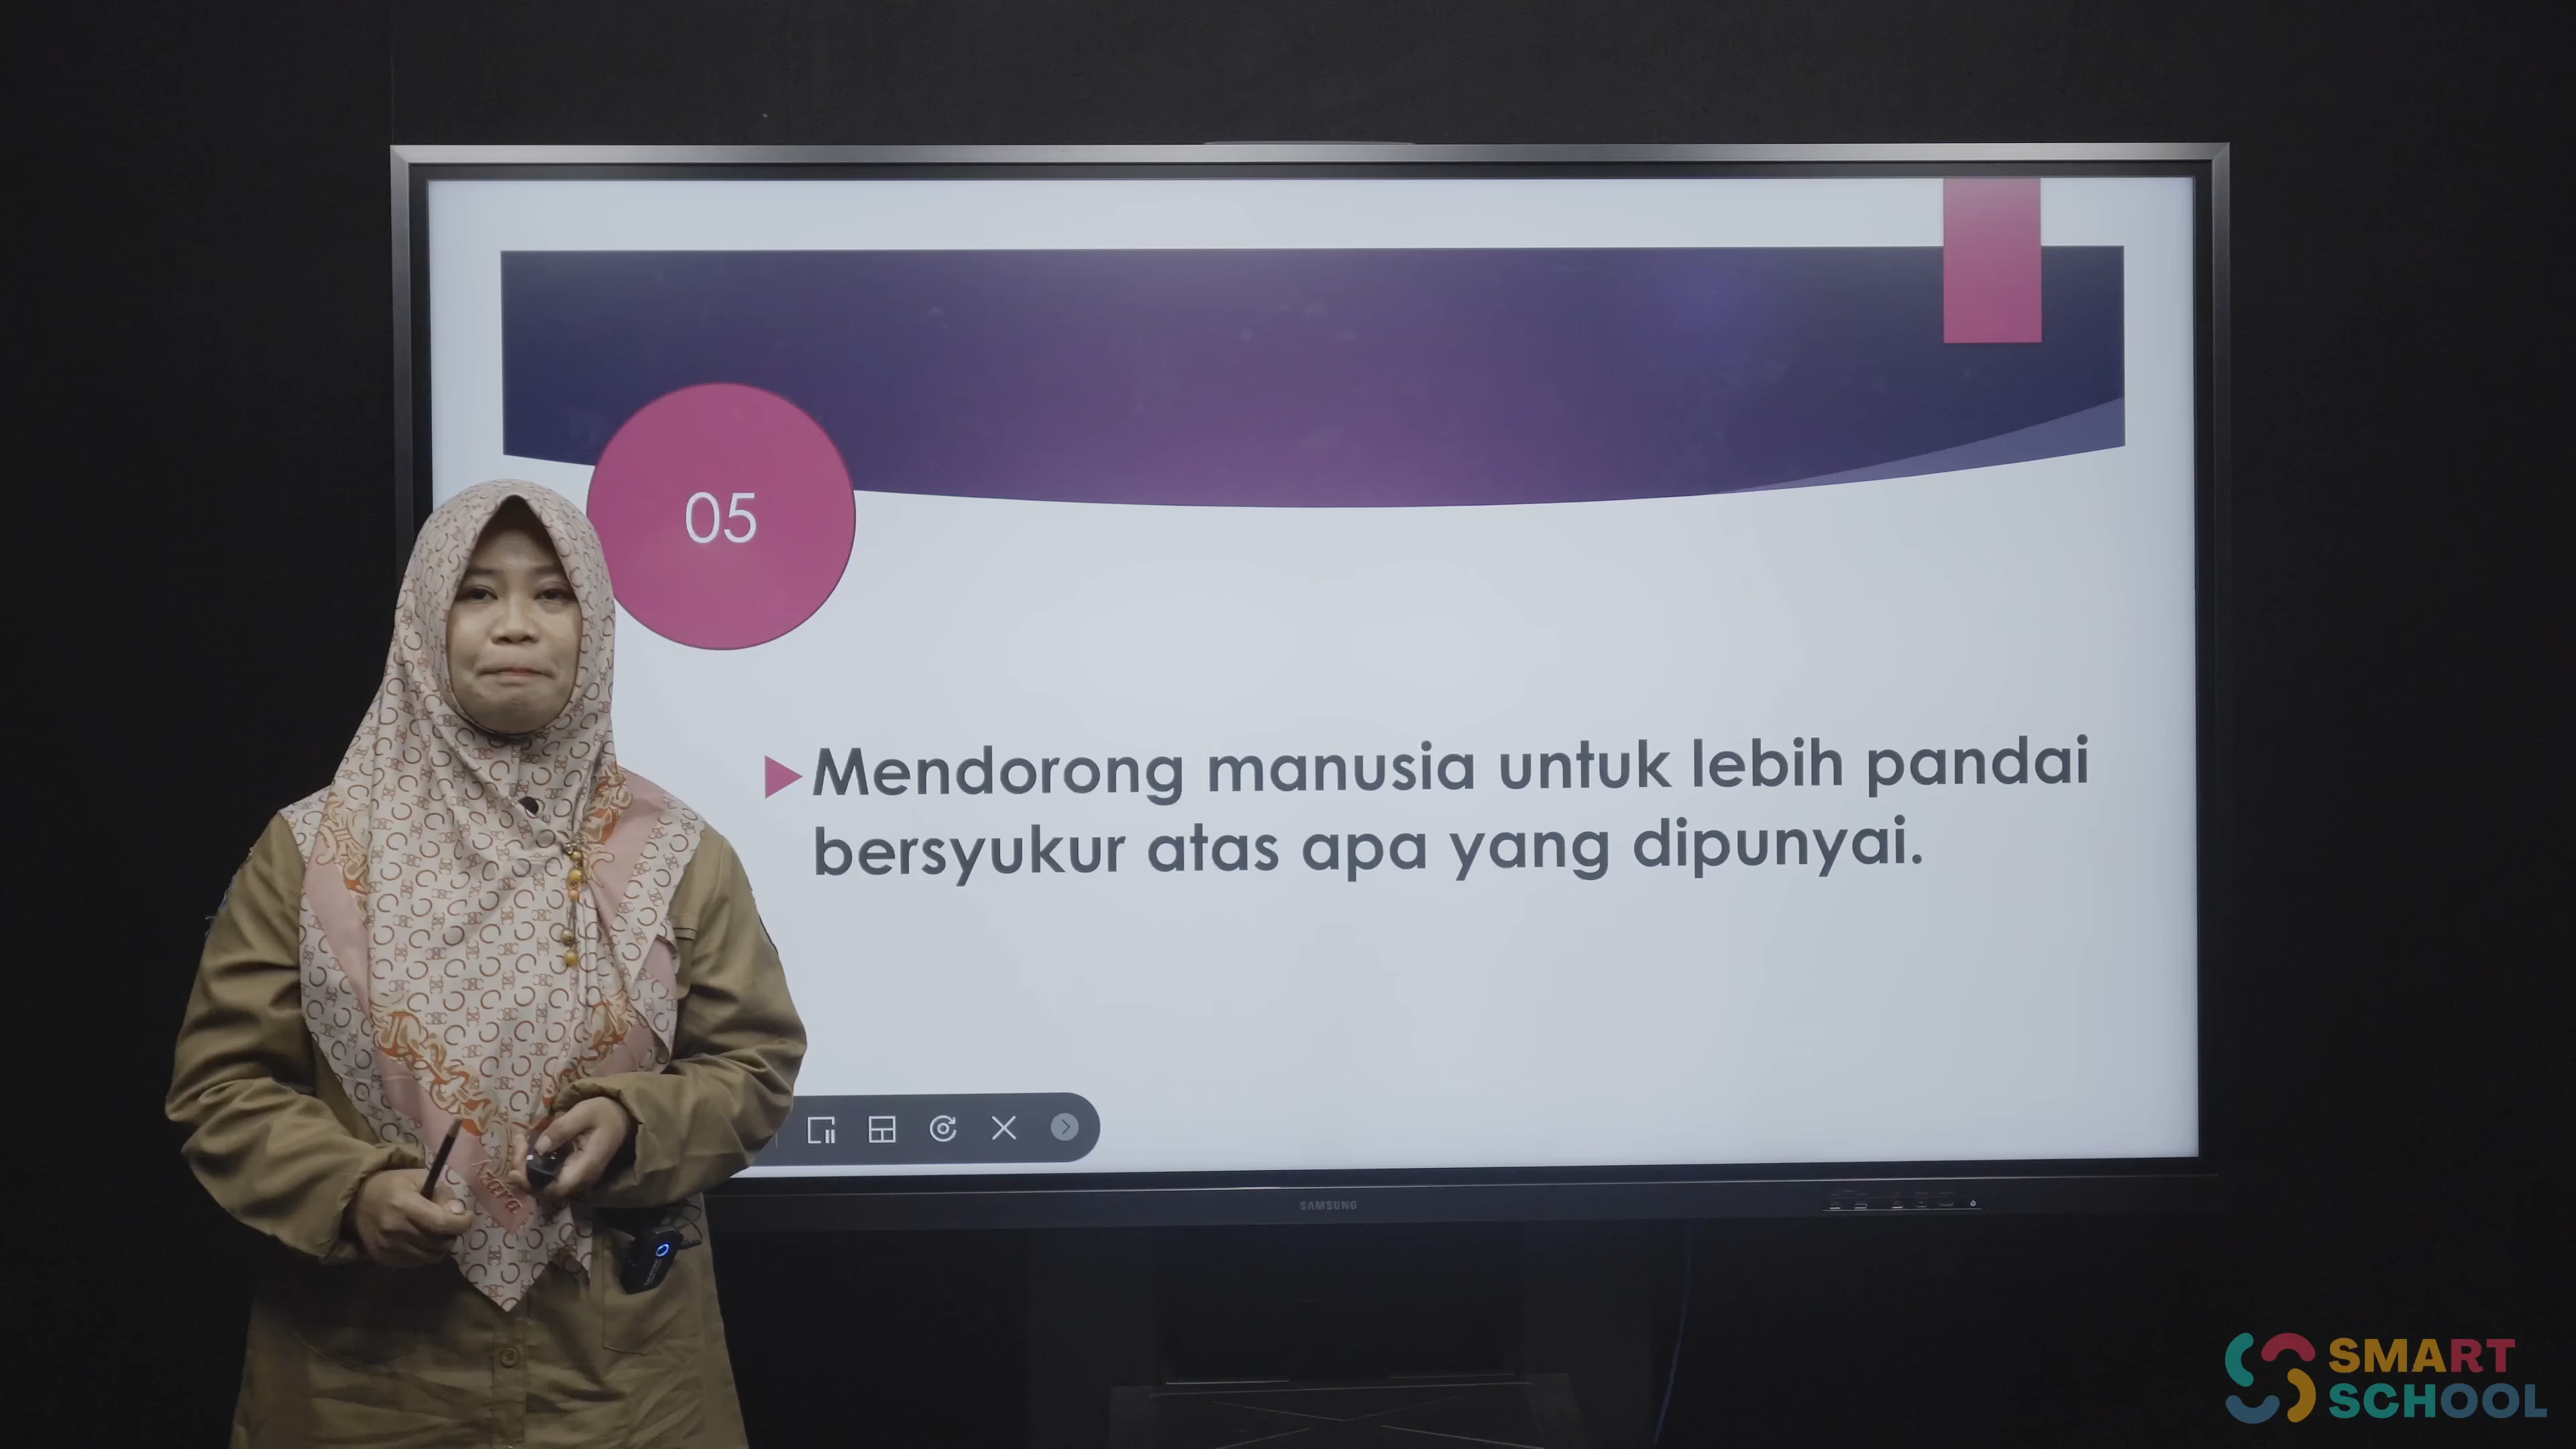 05
Mendorong manusia untuk lebih pandai
bersyukur atas apa yang dipunyai.
SAMSUNG
SMART
SCHOOL